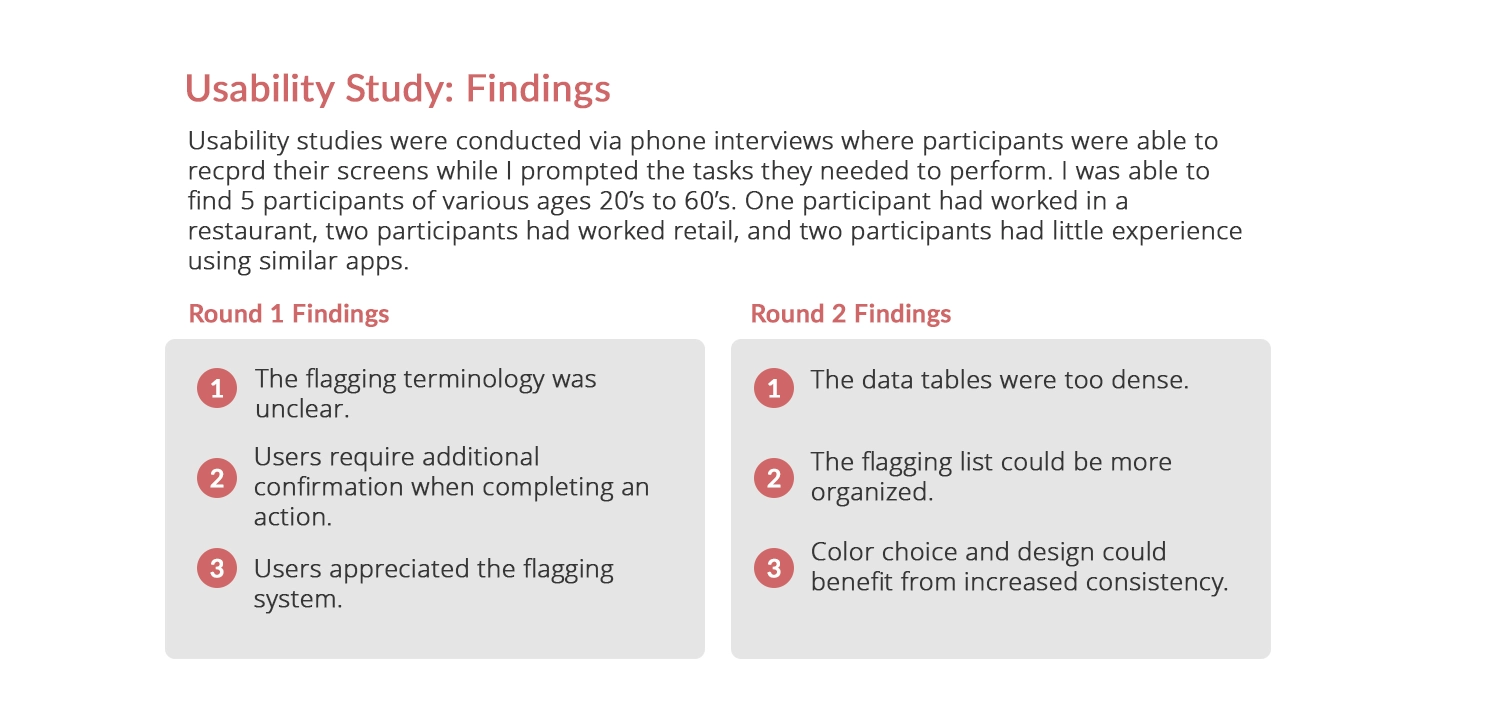 Usability Study: Findings
Usability studies were conducted via phone interviews where participants were able to
recprd their screens while I prompted the tasks they needed to perform. I was able to
find 5 participants of various ages 20’s to 60’s. One participant had worked in a
restaurant, two participants had worked retail, and two participants had little experience
using similar apps.
Round 1 Findings
1 The flagging terminology was
unclear.
2 Users require additional
confirmation when completing an
action.
3 Users appreciated the flagging
system.
Round 2 Findings
1 The data tables were too dense.
2 The flagging list could be more
organized.
3 Color choice and design could
benefit from increased consistency.